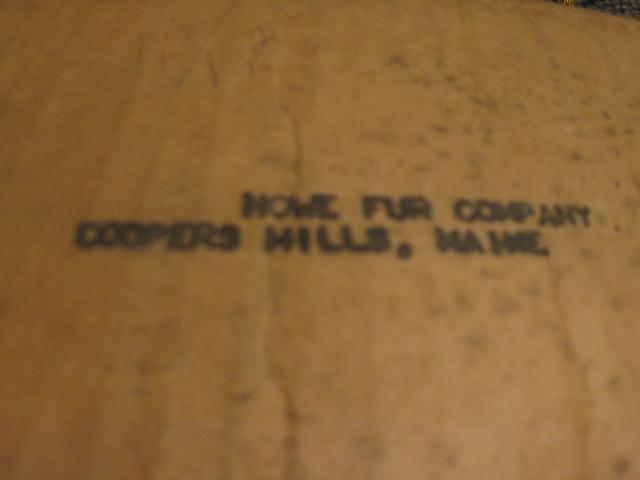 HOWE FUR COMPANY
COOPERS MILLS, MAINE